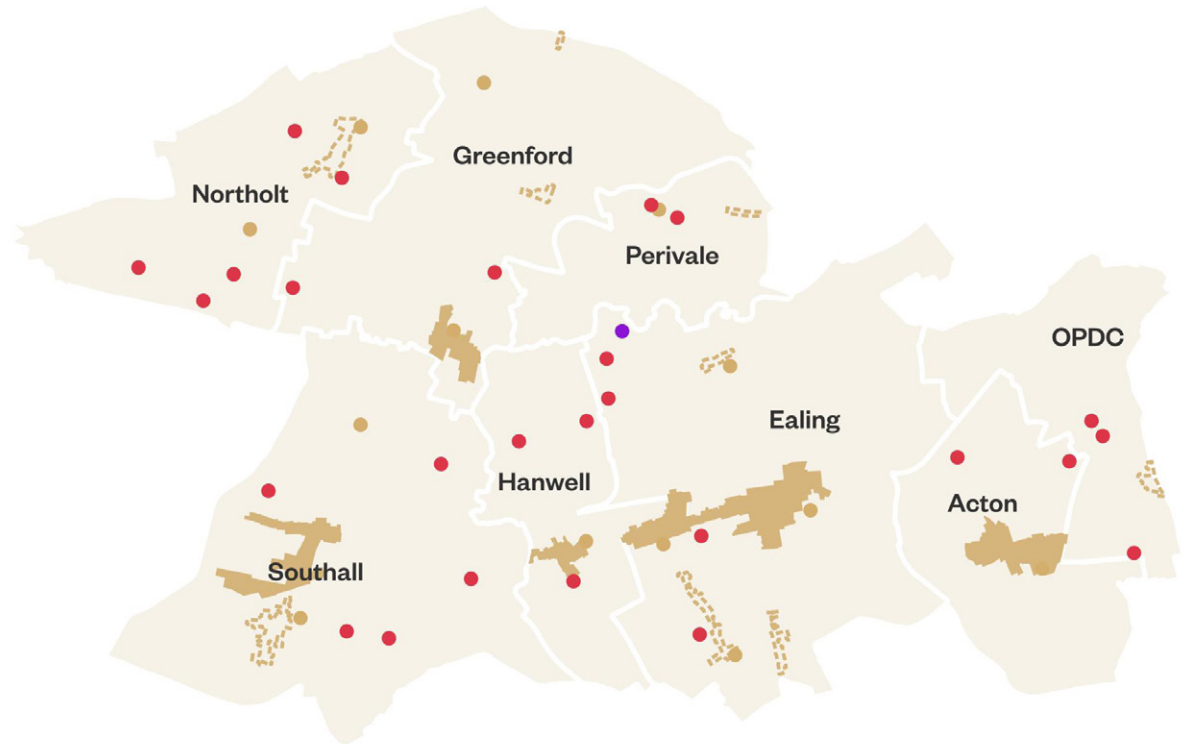 Greenford
Northolt
Perivale
OPDC
Ealing
Hanwell
Acton
Southall